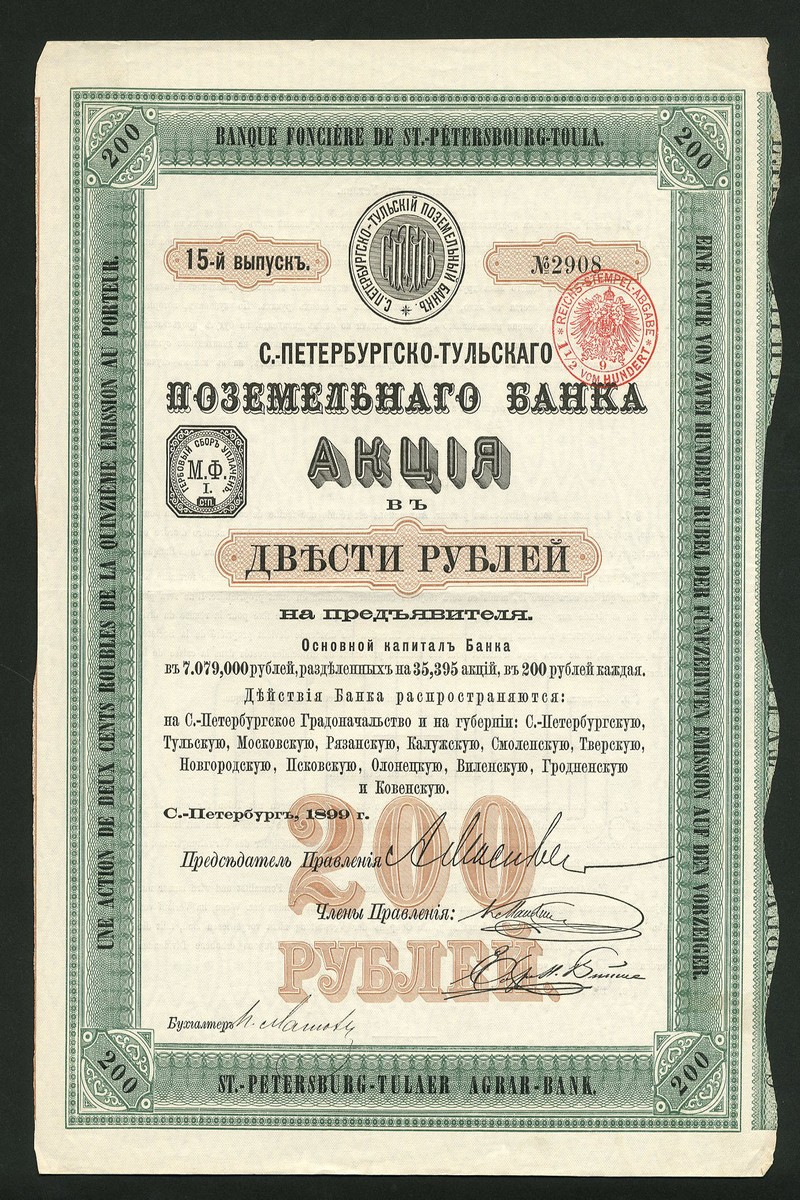 200
BANQUE FONCIÈRE DE ST.-PÉTERSBOURG-TOULA.
200
С.ПЕТЕРБУРГСКО-ТУЛЬСКІЙ ПОЗЕМЕЛЬНЫЙ БАНКЪ.
15-й выпускъ.
№2908
REICHS-STEMPEL-ABGABE
9
1 1/2 VOM HUNDERT
С.-ПЕТЕРБУРГСКО-ТУЛЬСКАГО
ПОЗЕМЕЛЬНАГО БАНКА
АКЦІЯ
ГЕРБОВЫЙ СБОРЪ УПЛАЧЕНЪ.
М.Ф.
I.
СПБ
ВЪ
ДВѢСТИ РУБЛЕЙ
на предъявителя.
Основной капиталъ Банка
въ 7.079,000 рублей, раздѣленныхъ на 35,395 акцій, въ 200 рублей каждая.
Дѣйствія Банка распространяются:
на С.-Петербургское Градоначальство и на губерніи: С.-Петербургскую,
Тульскую, Московскую, Рязанскую, Калужскую, Смоленскую, Тверскую,
Новгородскую, Псковскую, Олонецкую, Виленскую, Гродненскую
и Ковенскую.
С.-Петербургъ, 1899 г.
200
РУБЛЕЙ.
Предсѣдатель Правленія
Члены Правленія:
Бухгалтеръ
UNE ACTION DE DEUX CENTS ROUBLES DE LA QUINZIÈME EMISSION AU PORTEUR.
EINE ACTIE VON ZWEI HUNDERT RUBEL DER FÜNFZEHNTEN EMISSION AUF DEN VORZEIGER.
200
ST.-PETERSBURG-TULAER AGRAR-BANK.
200